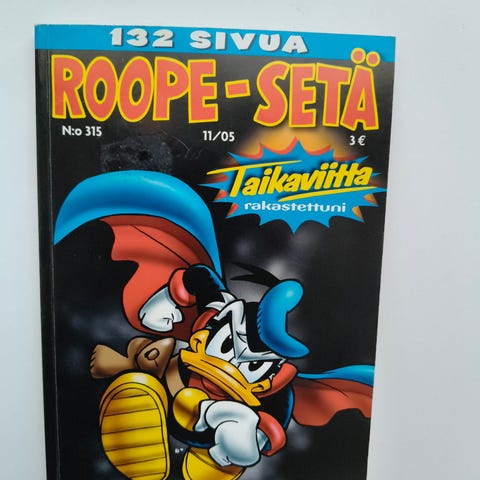 132 SIVUA
ROOPE-SETÄ
N:o 315 11/05 3 €
Taikaviitta
rakastettuni